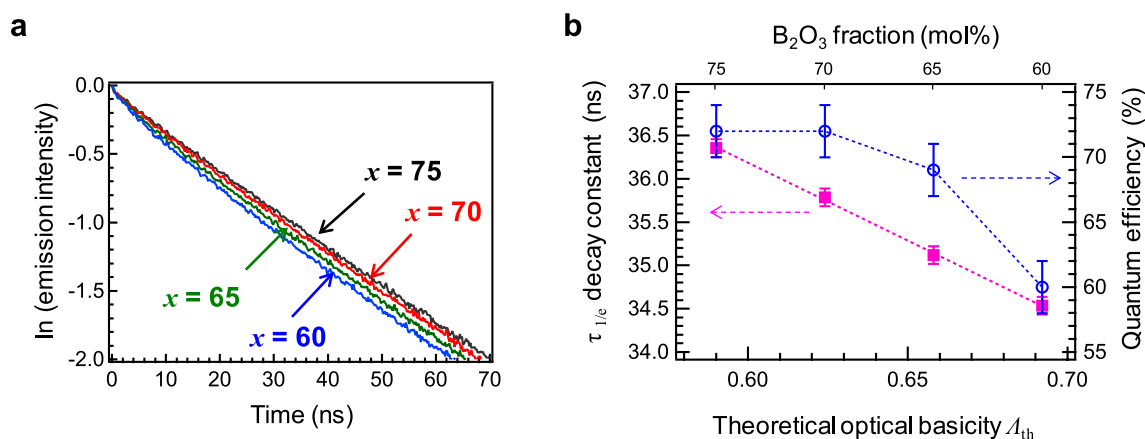 a
0.0
-0.5
-1.0
-1.5
-2.0
ln (emission intensity)
x = 75
x = 70
x = 65
x = 60
0 10 20 30 40 50 60 70
Time (ns)
b
B₂O₃ fraction (mol%)
75 70 65 60
37.0
36.5
36.0
35.5
35.0
34.5
34.0
τ 1/e decay constant (ns)
75
70
65
60
55
Quantum efficiency (%)
0.60 0.65 0.70
Theoretical optical basicity Λth